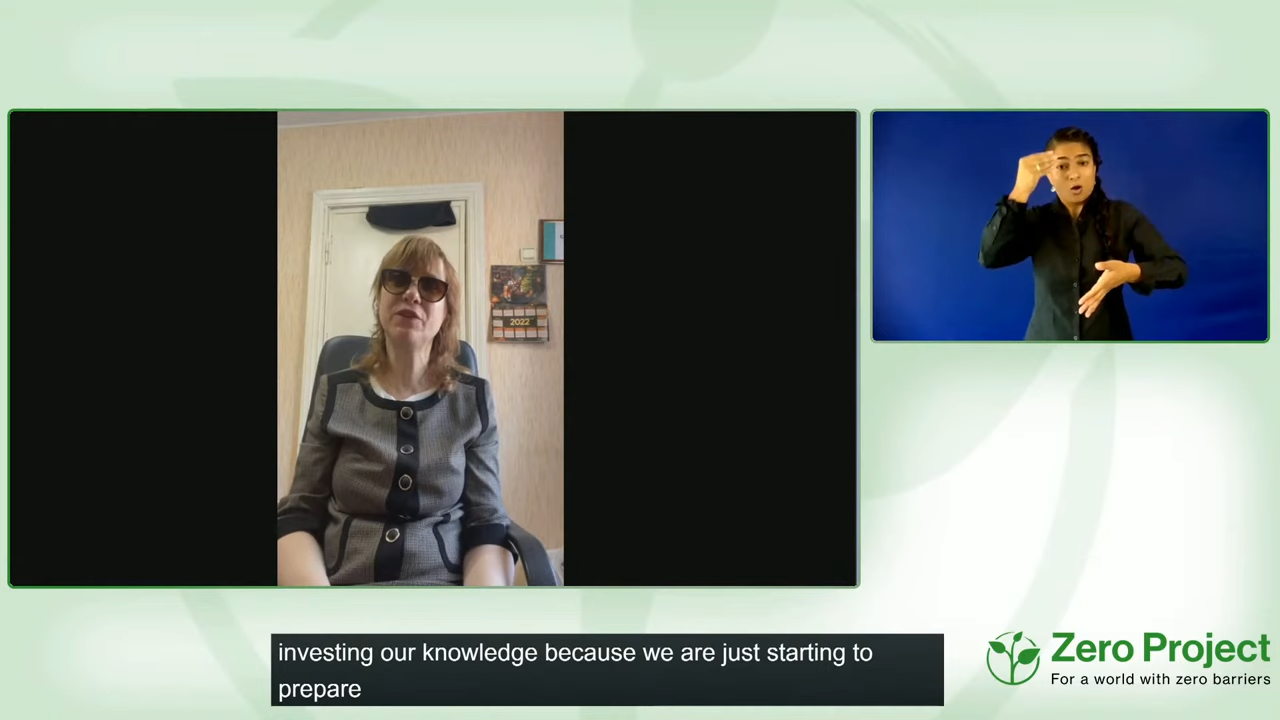 2022
investing our knowledge because we are just starting to
prepare
Zero Project
For a world with zero barriers